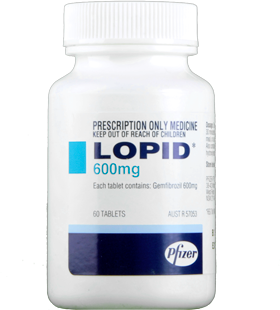 PRESCRIPTION ONLY MEDICINE
KEEP OUT OF REACH OF CHILDREN
LOPID®
600mg
Each tablet contains: Gemfibrozil 600mg
60 TABLETS
AUST R 57053
Pfizer